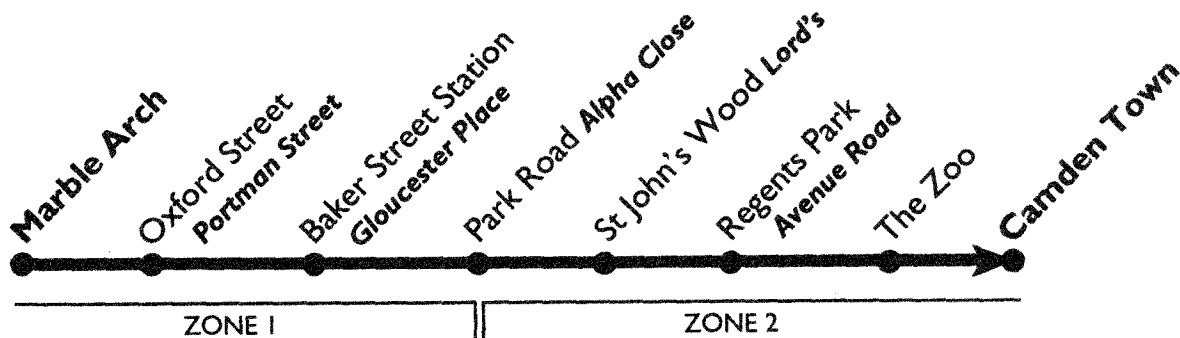 Marble Arch
Oxford Street
Portman Street
Baker Street Station
Gloucester Place
Park Road Alpha Close
St John's Wood Lord's
Regents Park
Avenue Road
The Zoo
Camden Town
ZONE 1
ZONE 2